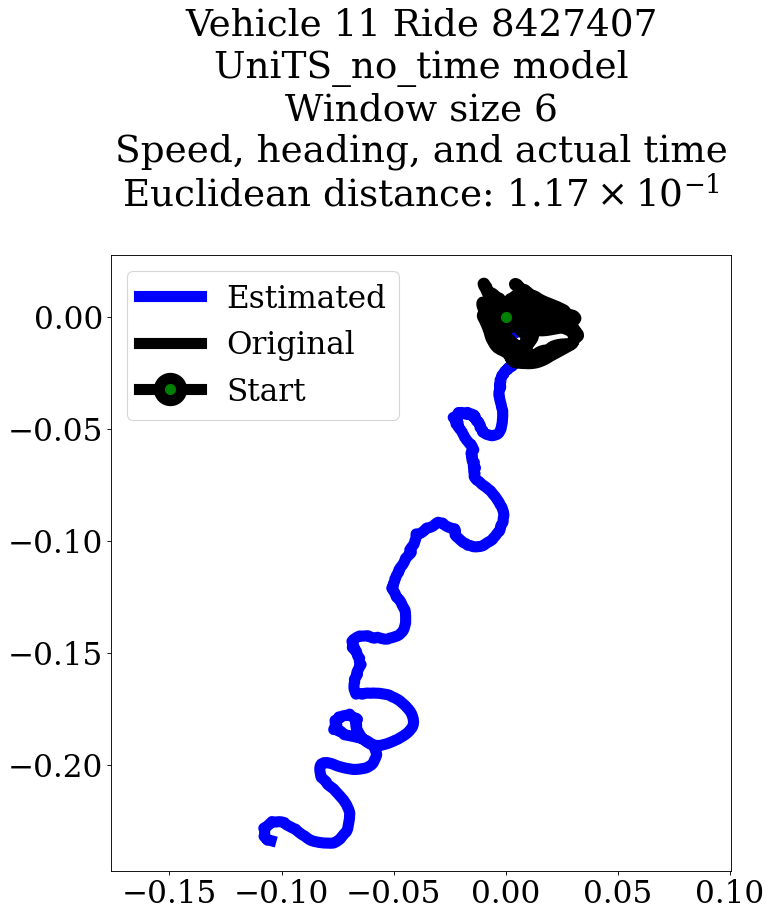 Vehicle 11 Ride 8427407
UniTS_no_time model
Window size 6
Speed, heading, and actual time
Euclidean distance: 1.17 × 10⁻¹
Estimated
Original
Start
0.00
−0.05
−0.10
−0.15
−0.20
−0.15 −0.10 −0.05 0.00 0.05 0.10